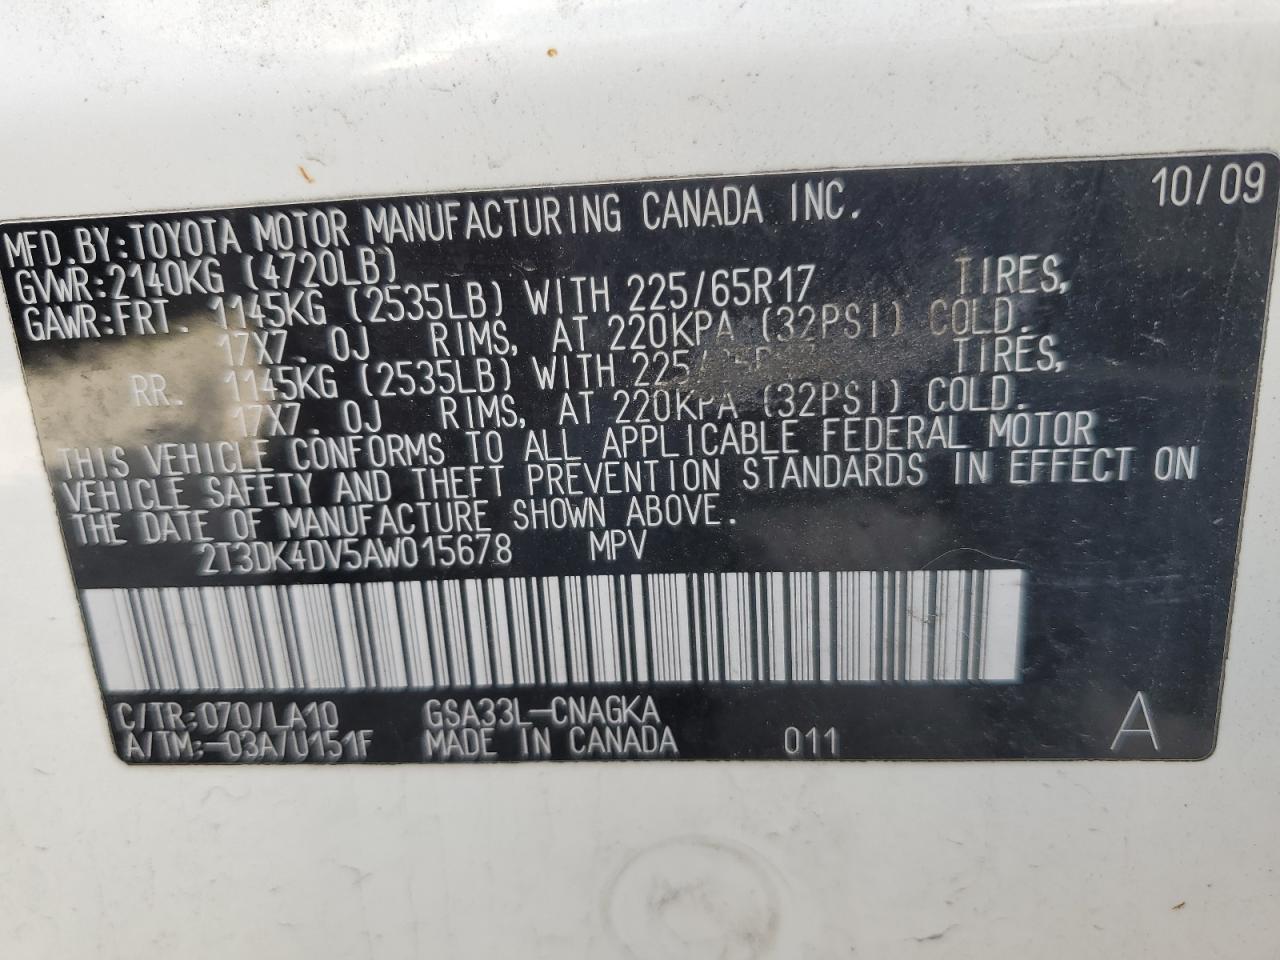 10/09
MFD.BY:TOYOTA MOTOR MANUFACTURING CANADA INC.
GVWR:2140KG (4720LB)
GAWR:FRT. 1145KG (2535LB) WITH 225/65R17 TIRES,
17X7.0J RIMS, AT 220KPA (32PSI) COLD.
RR. 1145KG (2535LB) WITH TIRES,
17X7.0J RIMS, AT 220KPA (32PSI) COLD.
THIS VEHICLE CONFORMS TO ALL APPLICABLE FEDERAL MOTOR
VEHICLE SAFETY AND THEFT PREVENTION STANDARDS IN EFFECT ON
THE DATE OF MANUFACTURE SHOWN ABOVE.
2T3DK4DV5AW015678 MPV
C/TR:070/LA10 GSA33L-CNAGKA
A/TM:-03A/U151F MADE IN CANADA 011 A